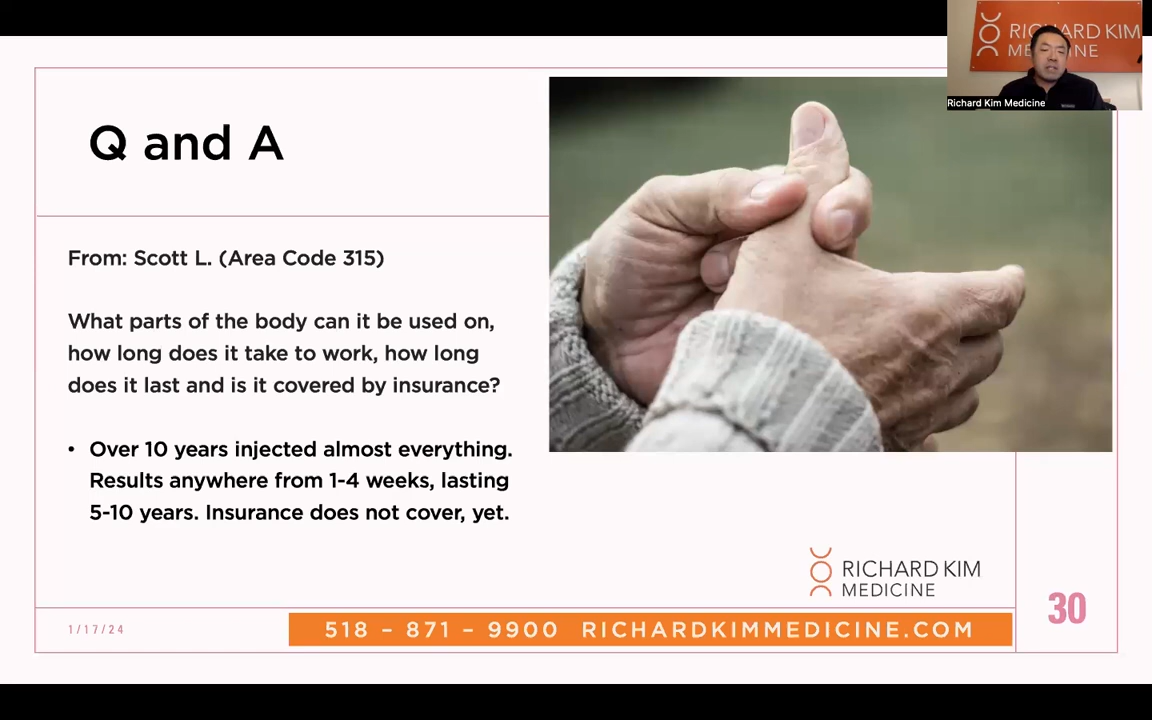 RICHARD KIM
MEDICINE
Richard Kim Medicine
Q and A
From: Scott L. (Area Code 315)
What parts of the body can it be used on,
how long does it take to work, how long
does it last and is it covered by insurance?
• Over 10 years injected almost everything.
Results anywhere from 1-4 weeks, lasting
5-10 years. Insurance does not cover, yet.
RICHARD KIM
MEDICINE
30
1/17/24
518 – 871 – 9900 RICHARDKIMMEDICINE.COM